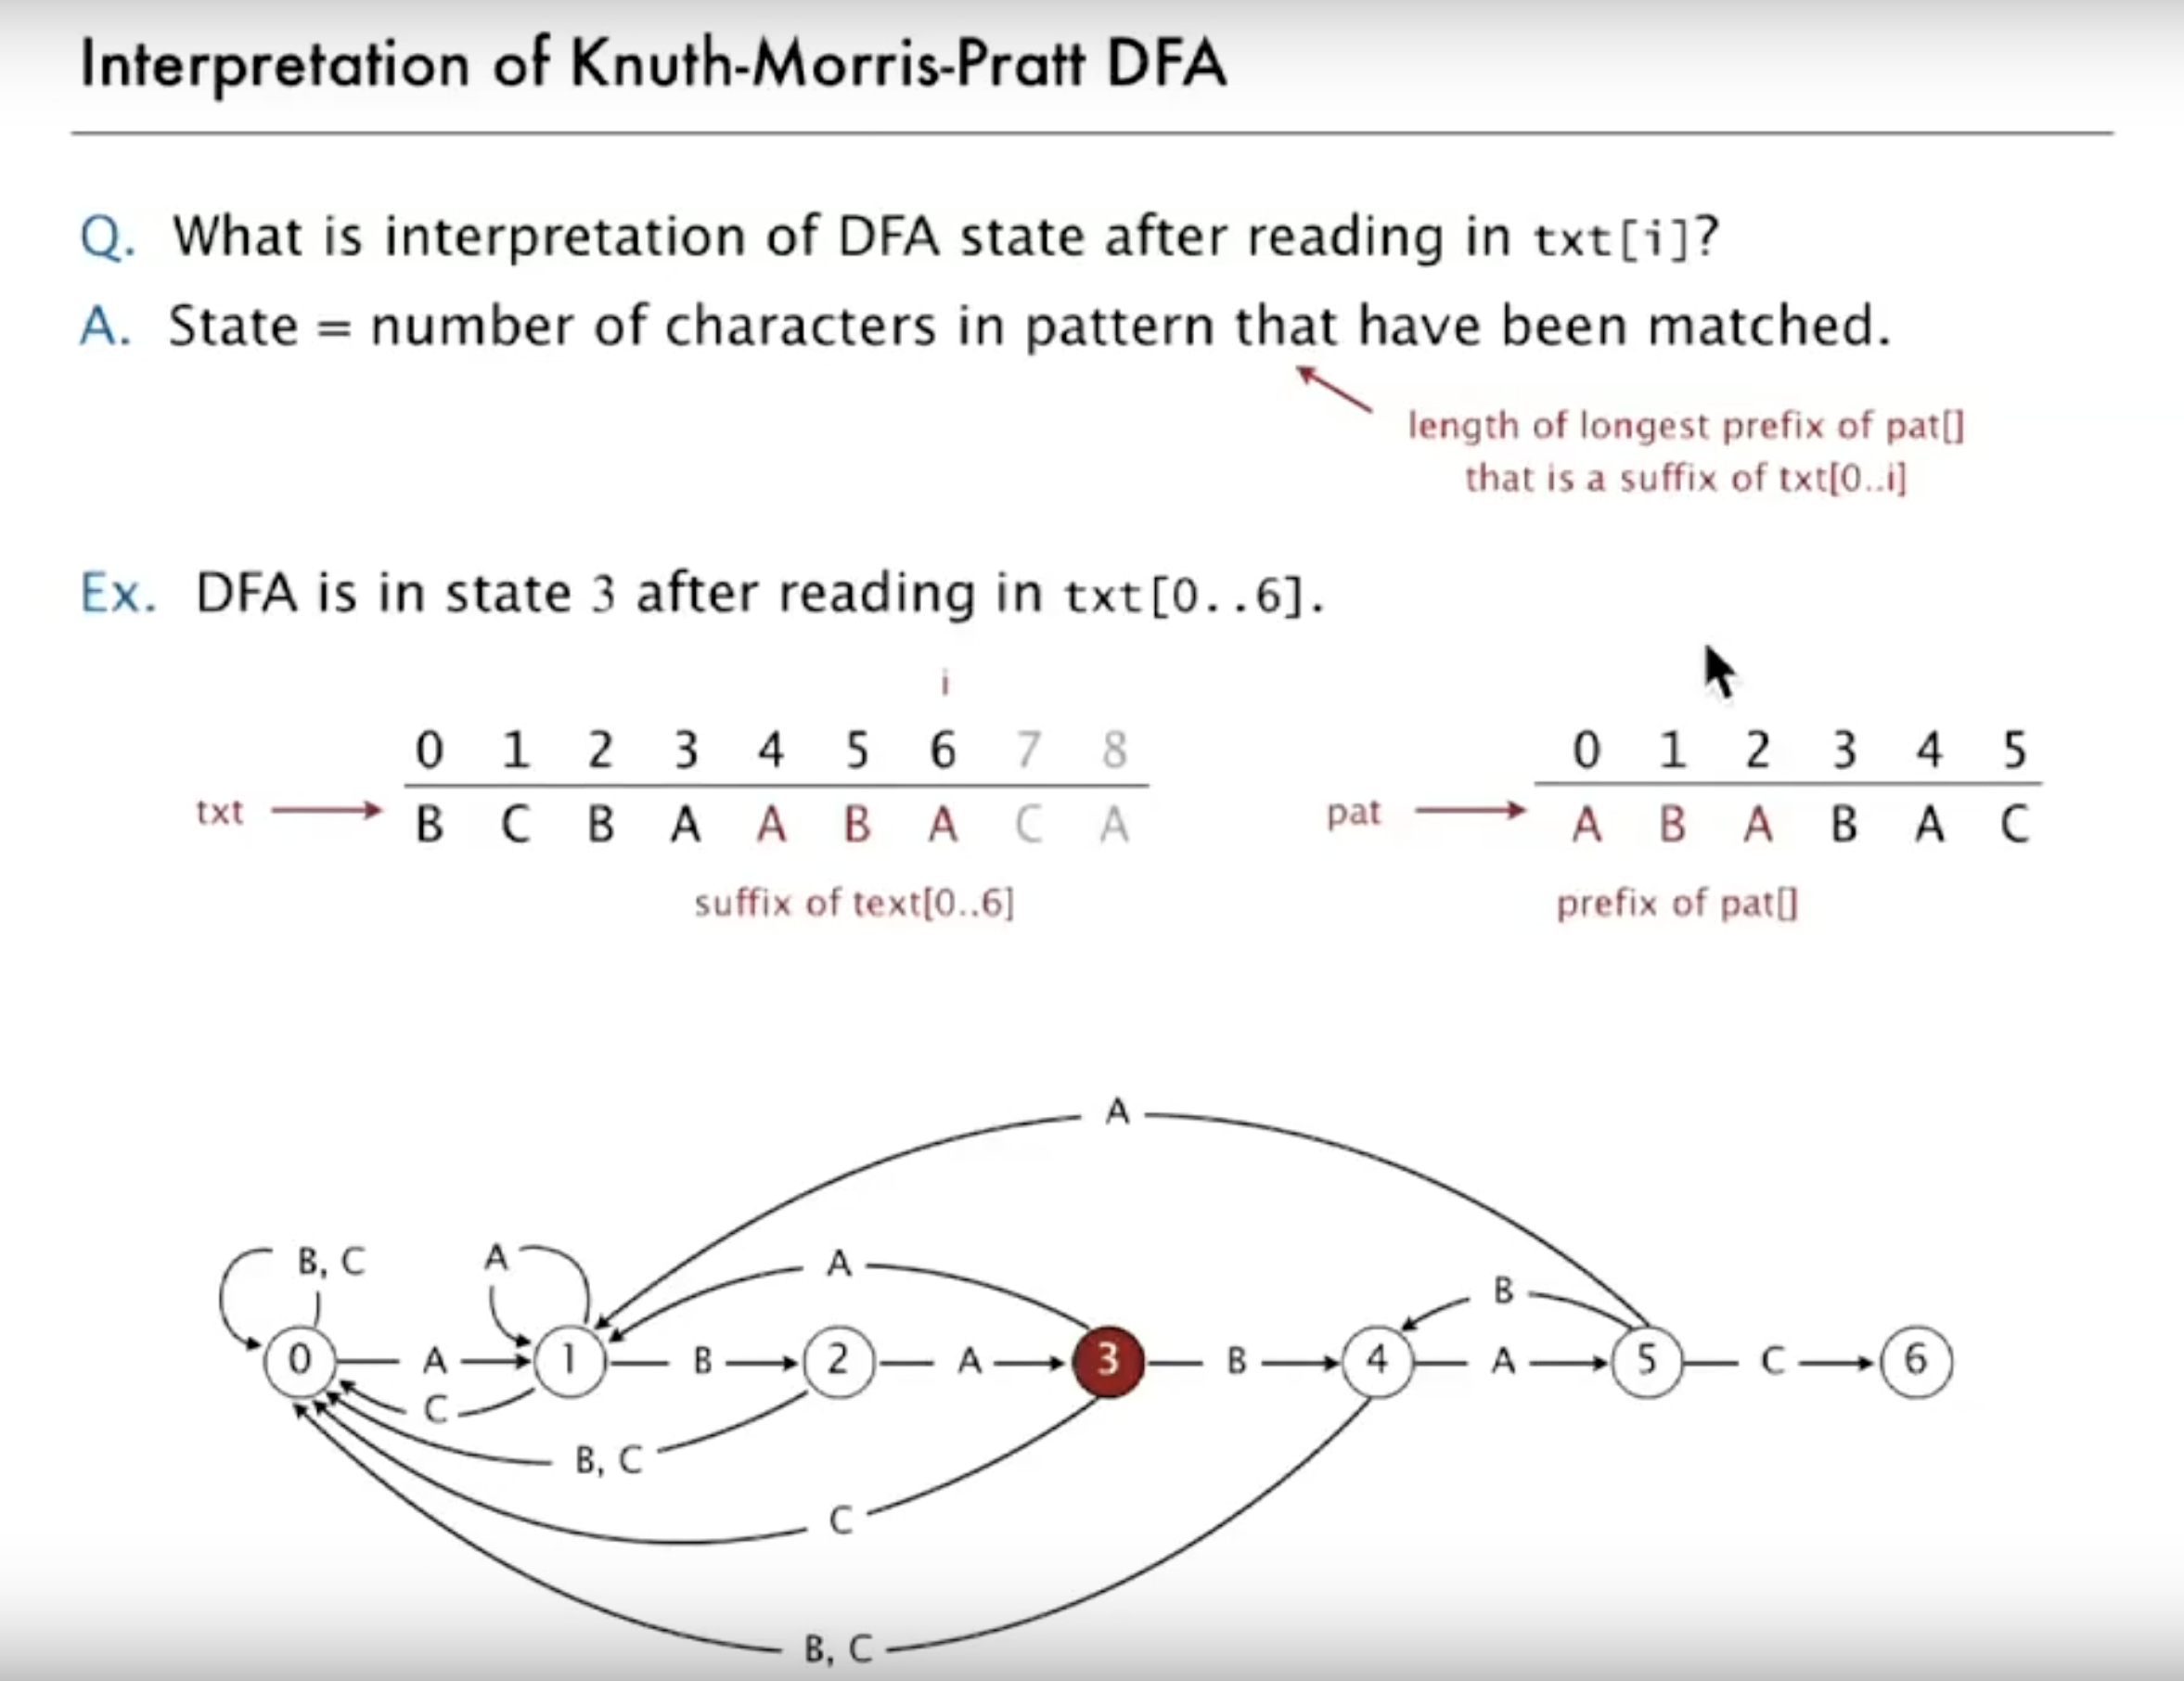 Interpretation of Knuth-Morris-Pratt DFA
Q. What is interpretation of DFA state after reading in txt[i]?
A. State = number of characters in pattern that have been matched.
length of longest prefix of pat[]
that is a suffix of txt[0..i]
Ex. DFA is in state 3 after reading in txt[0..6].
i
0 1 2 3 4 5 6 7 8
txt B C B A A B A C A
suffix of text[0..6]
0 1 2 3 4 5
pat A B A B A C
prefix of pat[]
A
B, C A A B
0 A 1 B 2 A 3 B 4 A 5 C 6
C
B, C
C
B, C